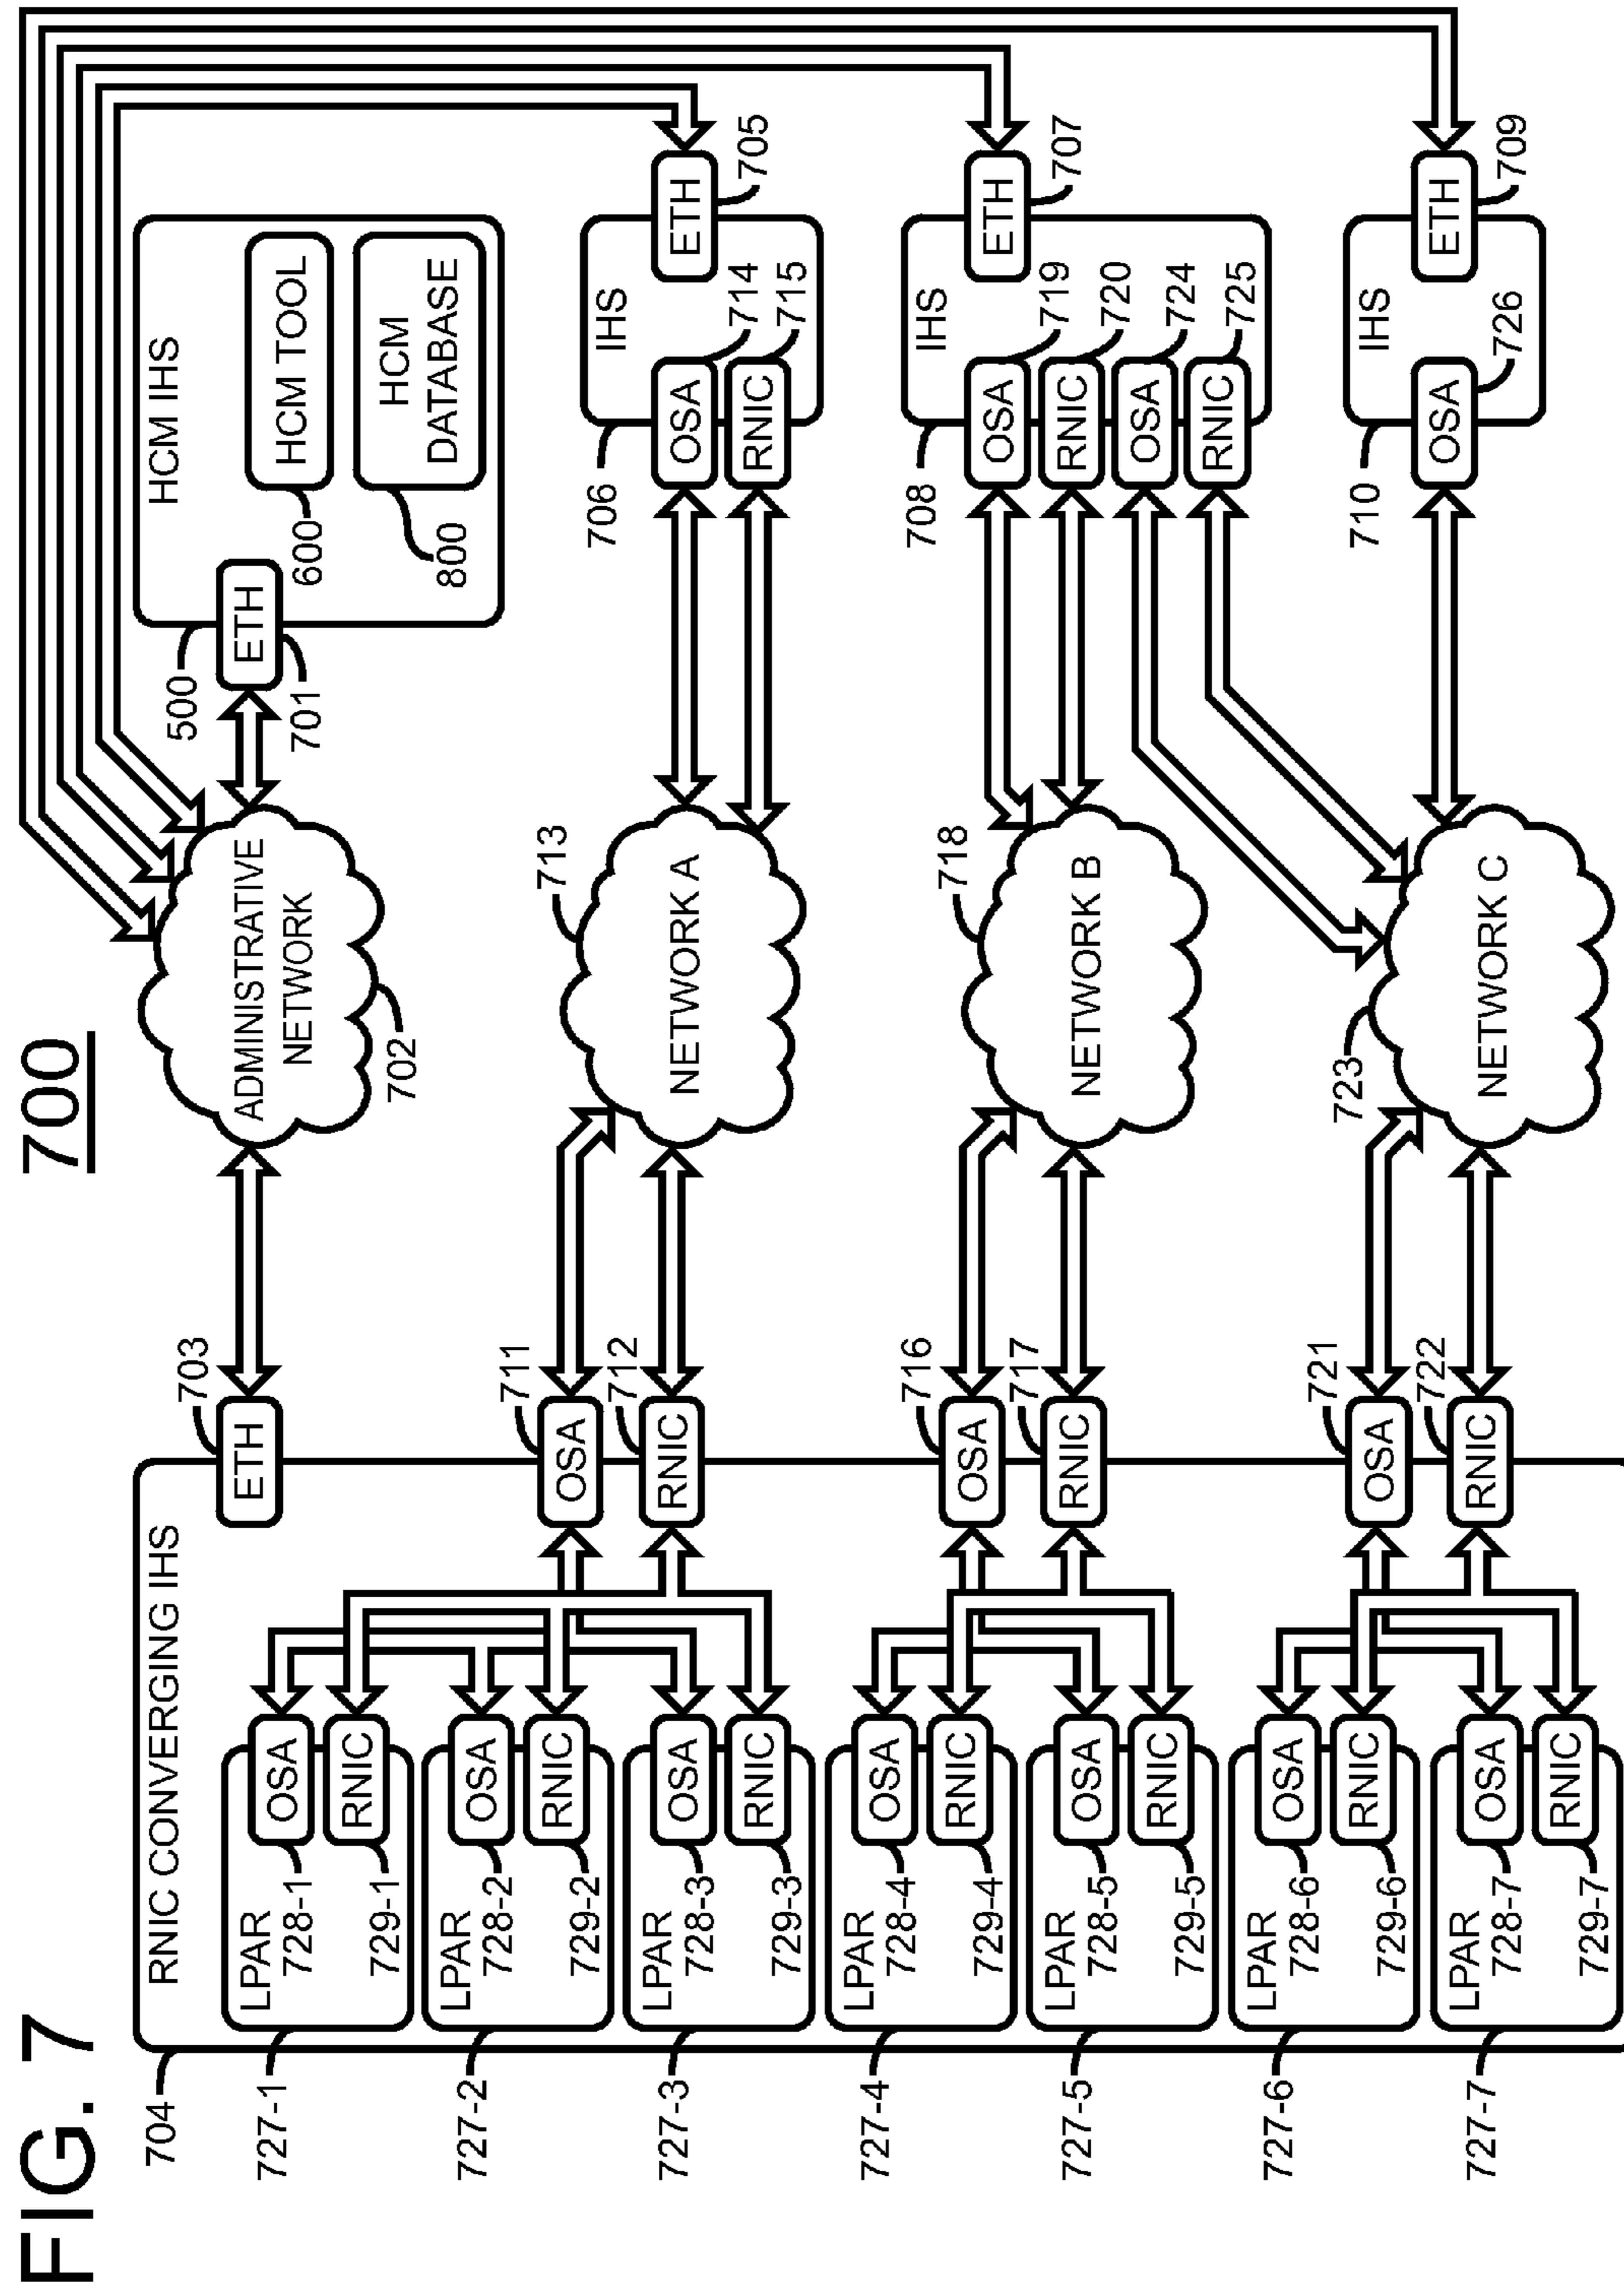 FIG. 7
700
RNIC CONVERGING IHS
704
ETH
703
ADMINISTRATIVE
NETWORK
702
ETH
701
500
HCM IHS
HCM TOOL
600
HCM
DATABASE
800
727-1
LPAR
728-1
OSA
729-1
RNIC
727-2
LPAR
728-2
OSA
729-2
RNIC
727-3
LPAR
728-3
OSA
729-3
RNIC
OSA
711
RNIC
712
NETWORK A
713
706
IHS
OSA
714
RNIC
715
ETH
705
727-4
LPAR
728-4
OSA
729-4
RNIC
727-5
LPAR
728-5
OSA
729-5
RNIC
OSA
716
RNIC
717
NETWORK B
718
708
IHS
OSA
719
RNIC
720
OSA
724
RNIC
725
ETH
707
727-6
LPAR
728-6
OSA
729-6
RNIC
727-7
LPAR
728-7
OSA
729-7
RNIC
OSA
721
RNIC
722
NETWORK C
723
710
IHS
OSA
726
ETH
709